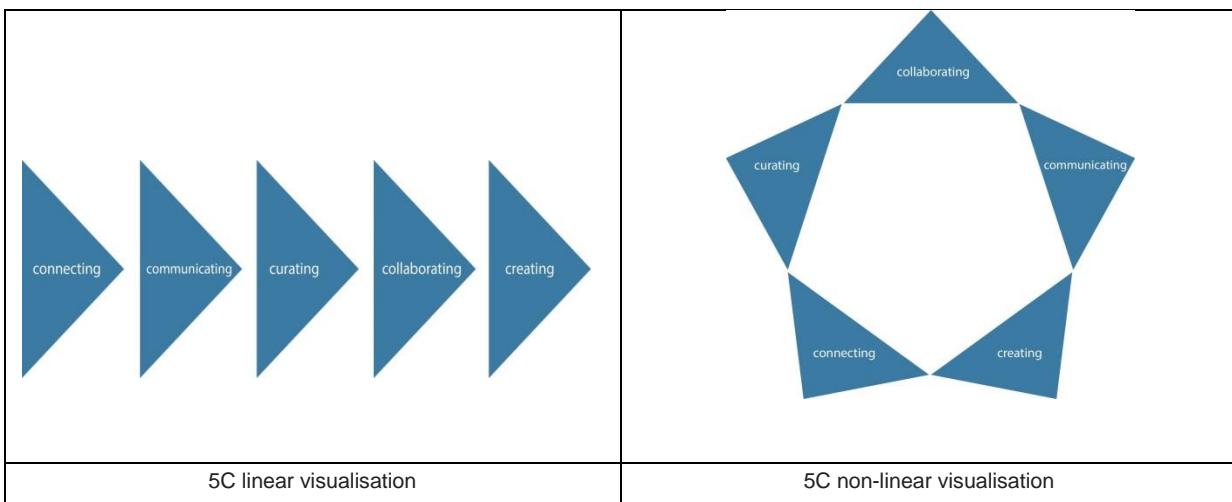 connecting
communicating
curating
collaborating
creating
collaborating
curating
communicating
connecting
creating
5C linear visualisation
5C non-linear visualisation